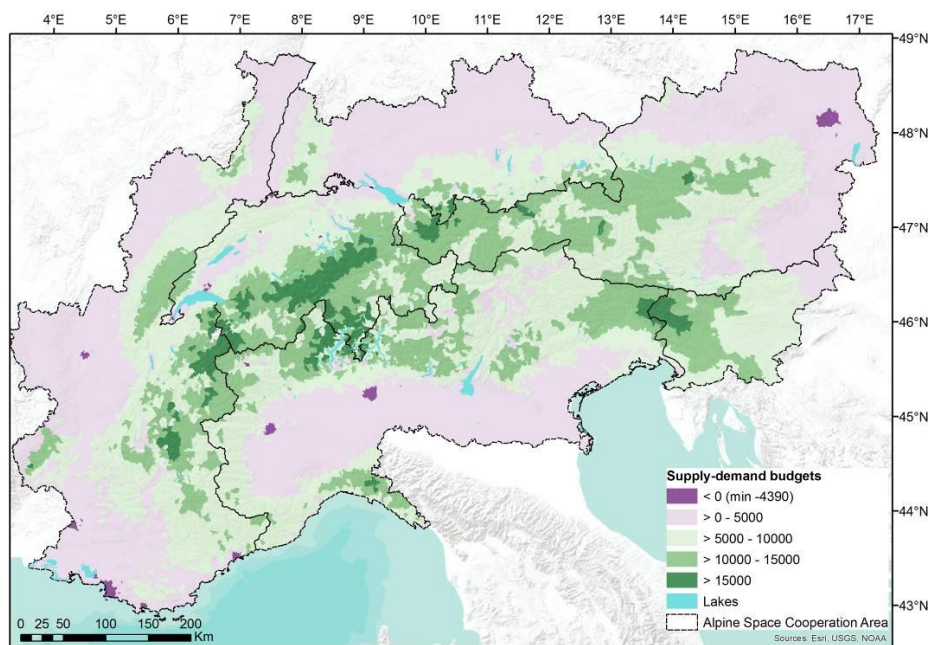 4°E 5°E 6°E 7°E 8°E 9°E 10°E 11°E 12°E 13°E 14°E 15°E 16°E 17°E
49°N
48°N
47°N
46°N
45°N
44°N
43°N
Supply-demand budgets
< 0 (min -4390)
> 0 - 5000
> 5000 - 10000
> 10000 - 15000
> 15000
Lakes
Alpine Space Cooperation Area
0 25 50 100 150 200
Km
Sources: Esri, USGS, NOAA